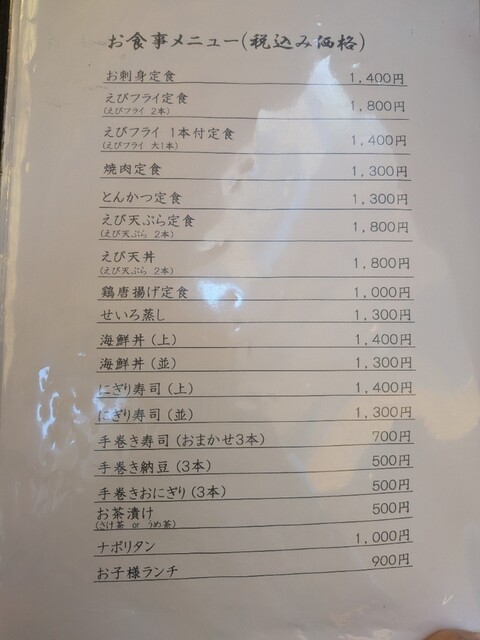 お食事メニュー(税込み価格)
お刺身定食 1,400円
えびフライ定食 1,800円
(えびフライ 2本)
えびフライ 1本付定食 1,400円
(えびフライ 大1本)
焼肉定食 1,300円
とんかつ定食 1,300円
えび天ぷら定食 1,800円
(えび天ぷら 2本)
えび天丼 1,800円
(えび天ぷら 2本)
鶏唐揚げ定食 1,000円
せいろ蒸し 1,300円
海鮮丼(上) 1,400円
海鮮丼(並) 1,300円
にぎり寿司(上) 1,400円
にぎり寿司(並) 1,300円
手巻き寿司(おまかせ3本) 700円
手巻き納豆(3本) 500円
手巻きおにぎり(3本) 500円
お茶漬け 500円
(さけ茶 or うめ茶)
ナポリタン 1,000円
お子様ランチ 900円